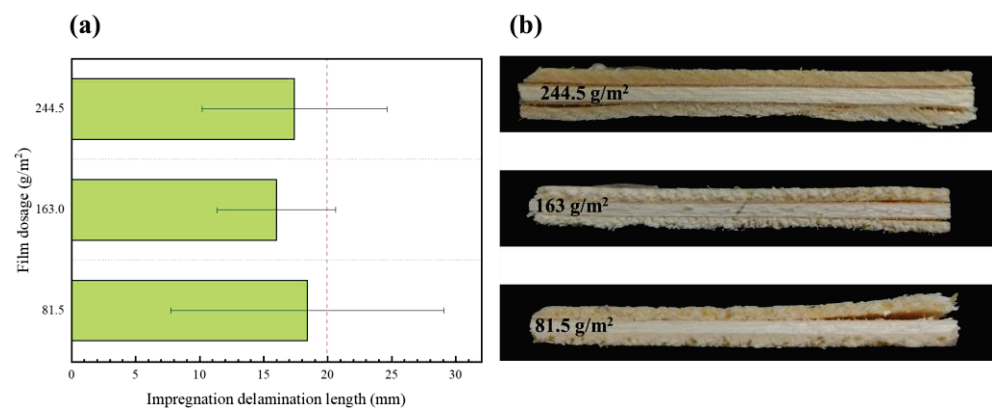 (a)
Film dosage (g/m²)
244.5
163.0
81.5
0 5 10 15 20 25 30
Impregnation delamination length (mm)
(b)
244.5 g/m²
163 g/m²
81.5 g/m²